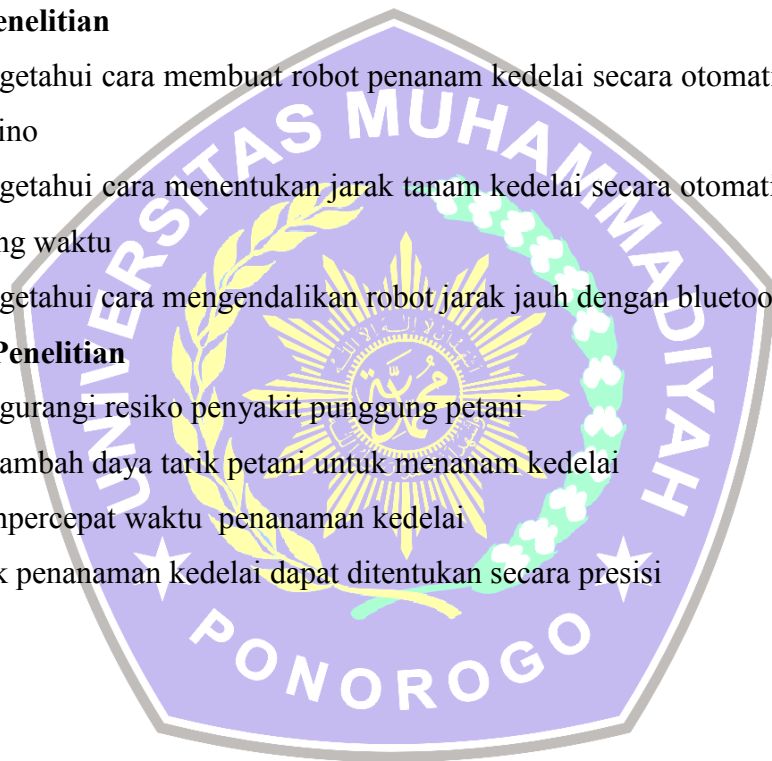 enelitian
getahui cara membuat robot penanam kedelai secara otomati
ino
getahui cara menentukan jarak tanam kedelai secara otomati
ng waktu
getahui cara mengendalikan robot jarak jauh dengan bluetoo
Penelitian
gurangi resiko penyakit punggung petani
ambah daya tarik petani untuk menanam kedelai
npercepat waktu penanaman kedelai
k penanaman kedelai dapat ditentukan secara presisi
UNIVERSITAS MUHAMMADIYAH
PONOROGO
محمدية